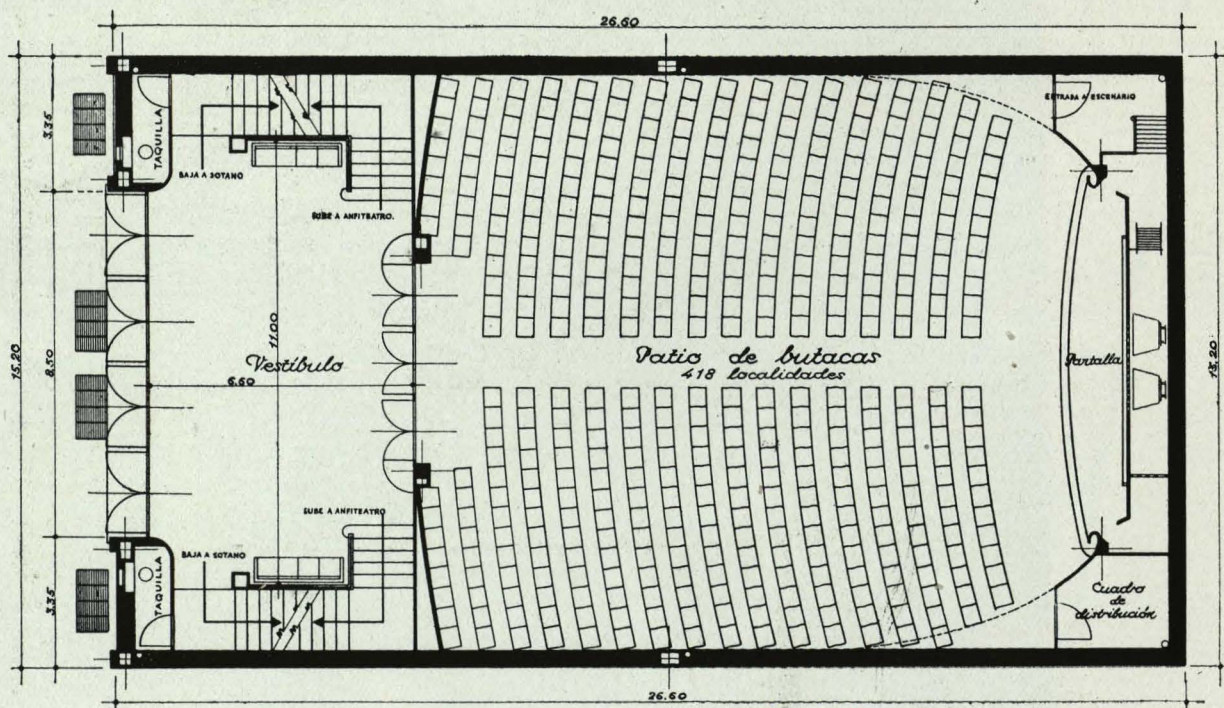 26.60
15.20
3.35
8.50
3.35
TAQUILLA
BAJA A SOTANO
SUBE A ANFITEATRO.
ENTRADA A ESCENARIO
11.00
Vestíbulo
6.60
Patio de butacas
418 localidades
Pantalla
15.20
SUBE A ANFITEATRO
BAJA A SOTANO
TAQUILLA
Cuadro
de
distribución
26.60